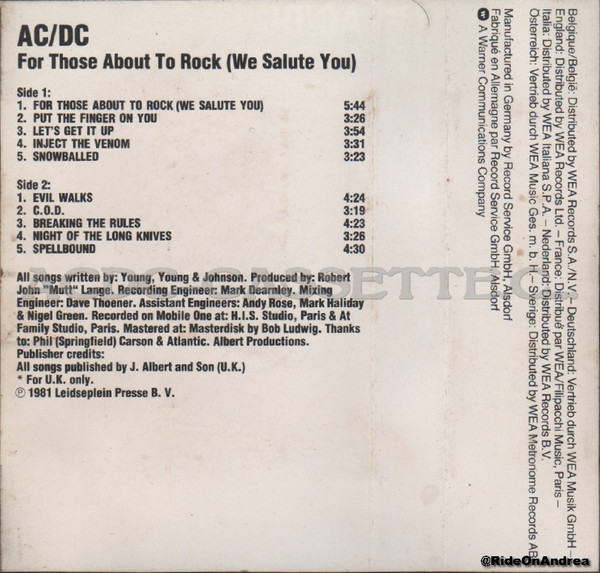 AC/DC
For Those About To Rock (We Salute You)
Side 1:
1. FOR THOSE ABOUT TO ROCK (WE SALUTE YOU) 5:44
2. PUT THE FINGER ON YOU 3:26
3. LET'S GET IT UP 3:54
4. INJECT THE VENOM 3:31
5. SNOWBALLED 3:23
Side 2:
1. EVIL WALKS 4:24
2. C.O.D. 3:19
3. BREAKING THE RULES 4:23
4. NIGHT OF THE LONG KNIVES 3:26
5. SPELLBOUND 4:30
All songs written by: Young, Young & Johnson. Produced by: Robert
John "Mutt" Lange. Recording Engineer: Mark Dearnley. Mixing
Engineer: Dave Thoener. Assistant Engineers: Andy Rose, Mark Haliday
& Nigel Green. Recorded on Mobile One at: H.I.S. Studio, Paris & At
Family Studio, Paris. Mastered at: Masterdisk by Bob Ludwig. Thanks
to: Phil (Springfield) Carson & Atlantic. Albert Productions.
Publisher credits:
All songs published by J. Albert and Son (U.K.)
* For U.K. only.
℗ 1981 Leidseplein Presse B. V.
Belgique/België: Distributed by WEA Records S.A./N.V. – Deutschland: Vertrieb durch WEA Musik GmbH –
England: Distributed by WEA Records Ltd. – France: Distribué par WEA/Filipacchi Music, Paris –
Italia: Distributed by WEA Italiana S.P.A. – Nederland: Distributed by WEA Records B.V.
Österreich: Vertrieb durch WEA Music Ges. m. b. H. – Sverige: Distributed by WEA Metronome Records AB
Manufactured in Germany by Record Service GmbH, Alsdorf
Fabriqué en Allemagne par Record Service GmbH, Alsdorf
A Warner Communications Company
@RideOnAndrea